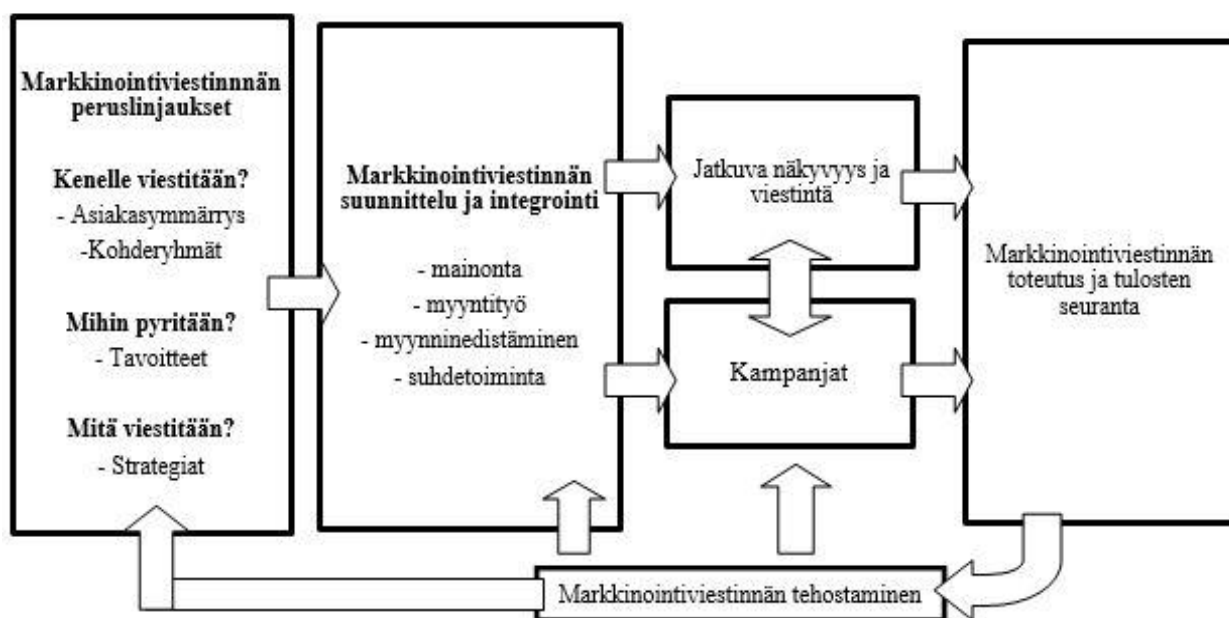 Markkinointiviestinnnän
peruslinjaukset
Kenelle viestitään?
- Asiakasymmärrys
-Kohderyhmät
Mihin pyritään?
- Tavoitteet
Mitä viestitään?
- Strategiat
Markkinointiviestinnän
suunnittelu ja integrointi
- mainonta
- myyntityö
- myynninedistäminen
- suhdetoiminta
Jatkuva näkyvyys ja
viestintä
Kampanjat
Markkinointiviestinnän
toteutus ja tulosten
seuranta
Markkinointiviestinnän tehostaminen